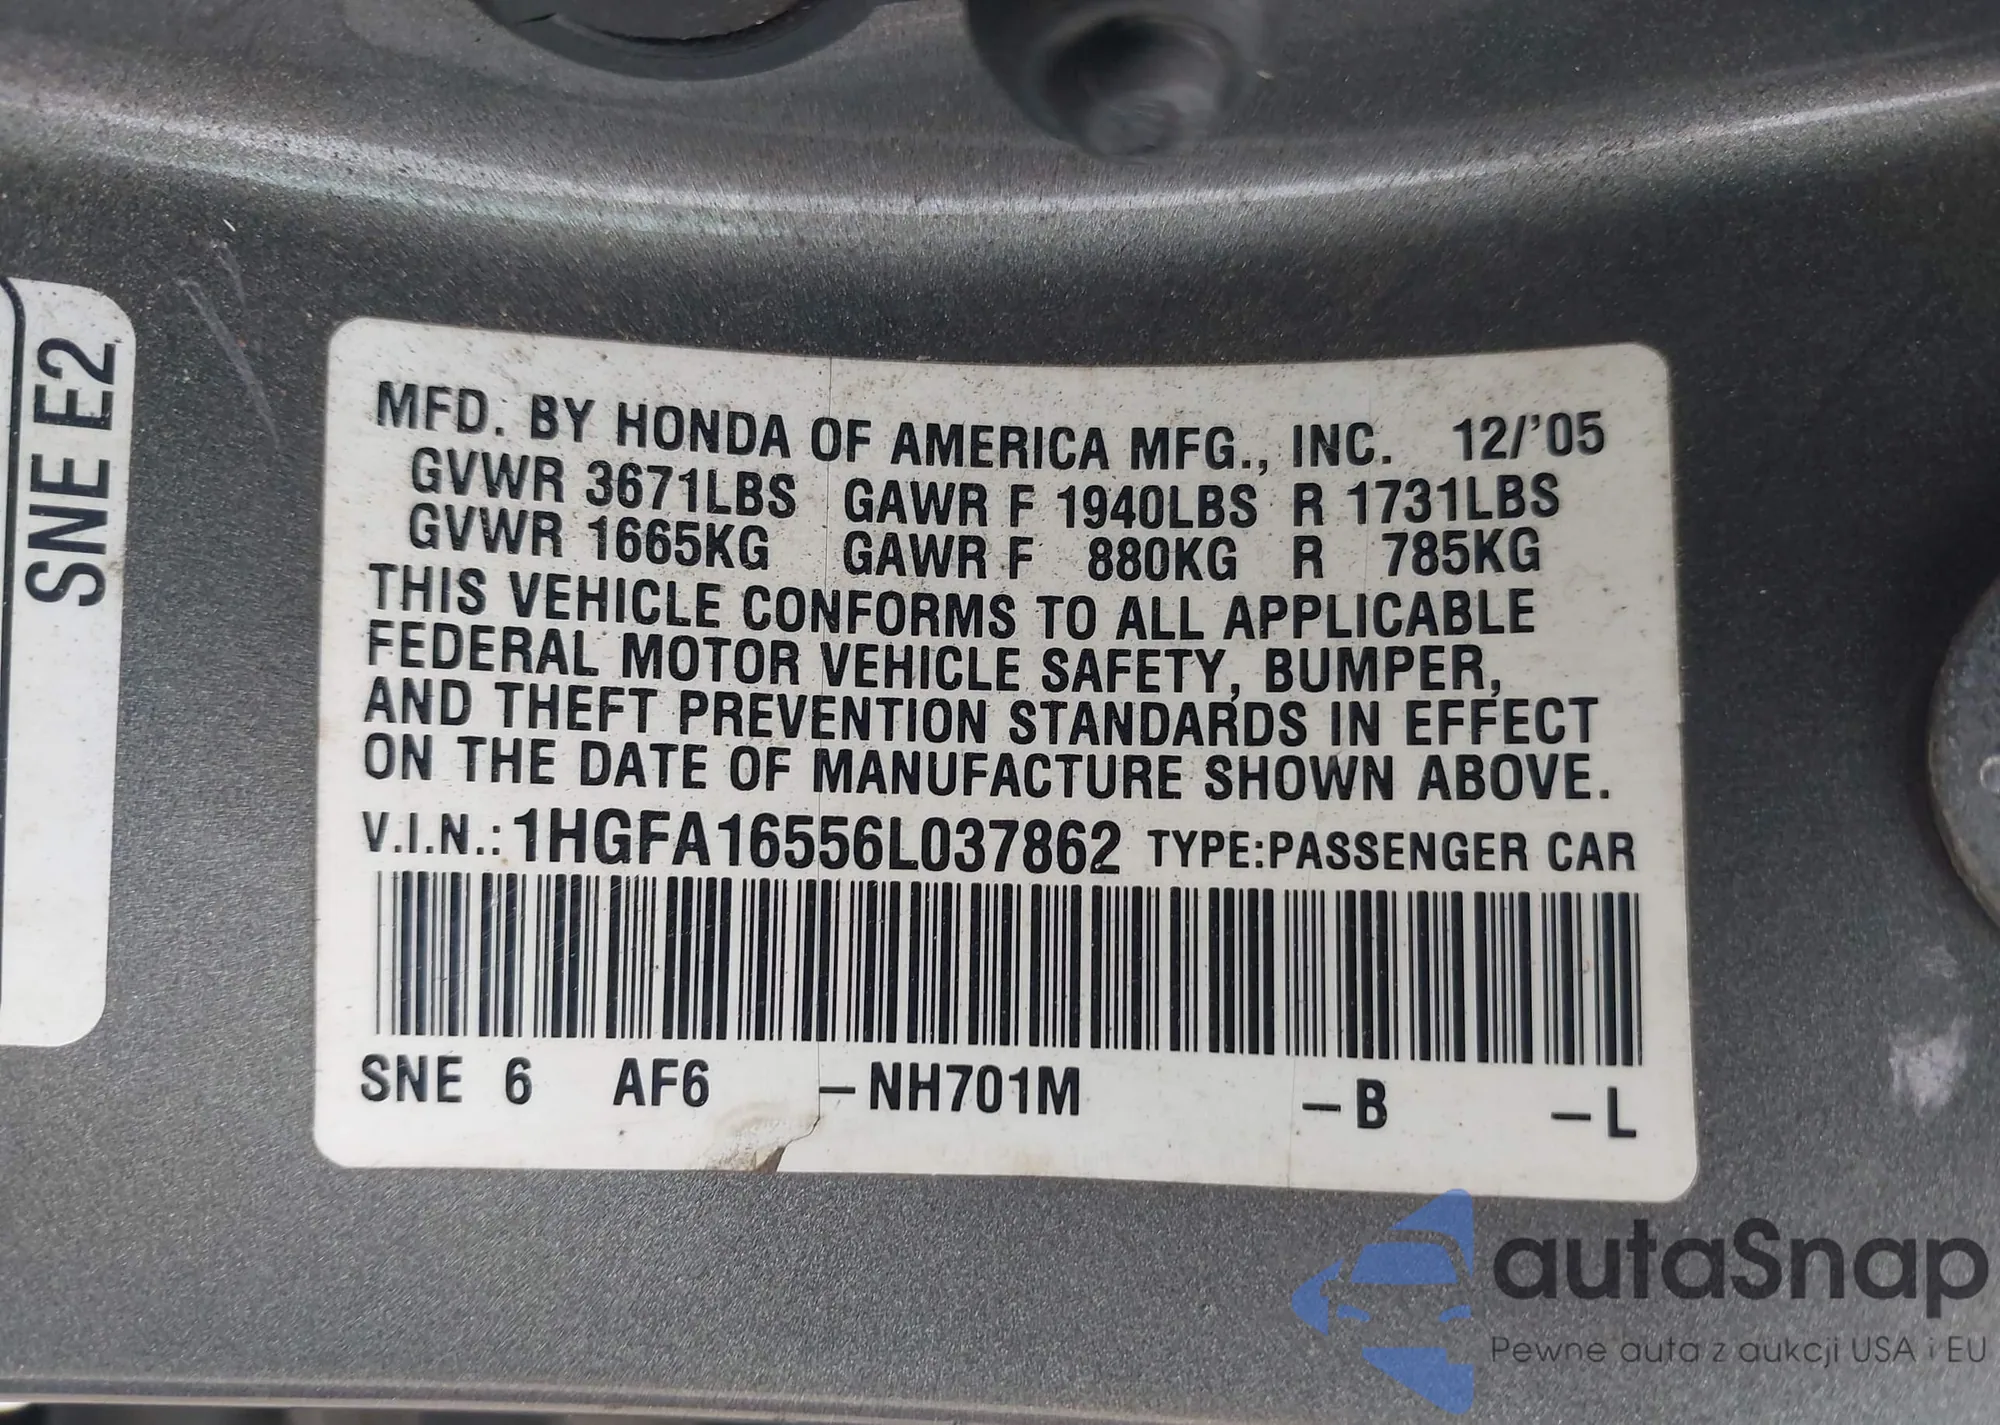 SNE E2
MFD. BY HONDA OF AMERICA MFG., INC. 12/'05
GVWR 3671LBS GAWR F 1940LBS R 1731LBS
GVWR 1665KG GAWR F 880KG R 785KG
THIS VEHICLE CONFORMS TO ALL APPLICABLE
FEDERAL MOTOR VEHICLE SAFETY, BUMPER,
AND THEFT PREVENTION STANDARDS IN EFFECT
ON THE DATE OF MANUFACTURE SHOWN ABOVE.
V.I.N.: 1HGFA16556L037862 TYPE:PASSENGER CAR
SNE 6 AF6 –NH701M –B –L
autaSnap
Pewne auta z aukcji USA i EU